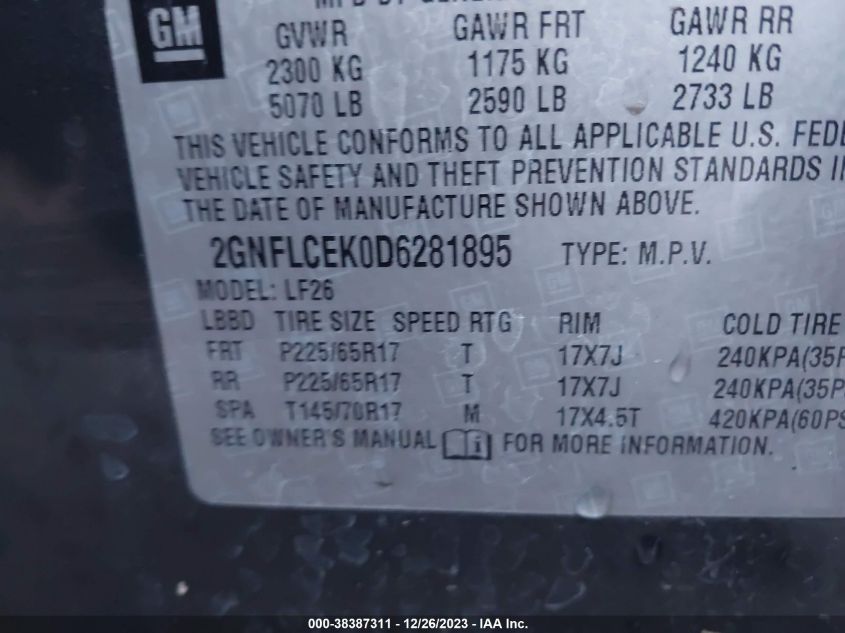 GM
GVWR GAWR FRT GAWR RR
2300 KG 1175 KG 1240 KG
5070 LB 2590 LB 2733 LB
THIS VEHICLE CONFORMS TO ALL APPLICABLE U.S. FEDE
VEHICLE SAFETY AND THEFT PREVENTION STANDARDS I
THE DATE OF MANUFACTURE SHOWN ABOVE.
2GNFLCEK0D6281895 TYPE: M.P.V.
MODEL: LF26
LBBD TIRE SIZE SPEED RTG RIM COLD TIRE
FRT P225/65R17 T 17X7J 240KPA(35P
RR P225/65R17 T 17X7J 240KPA(35P
SPA T145/70R17 M 17X4.5T 420KPA(60PS
SEE OWNER'S MANUAL i FOR MORE INFORMATION.
000-38387311 - 12/26/2023 - IAA Inc.